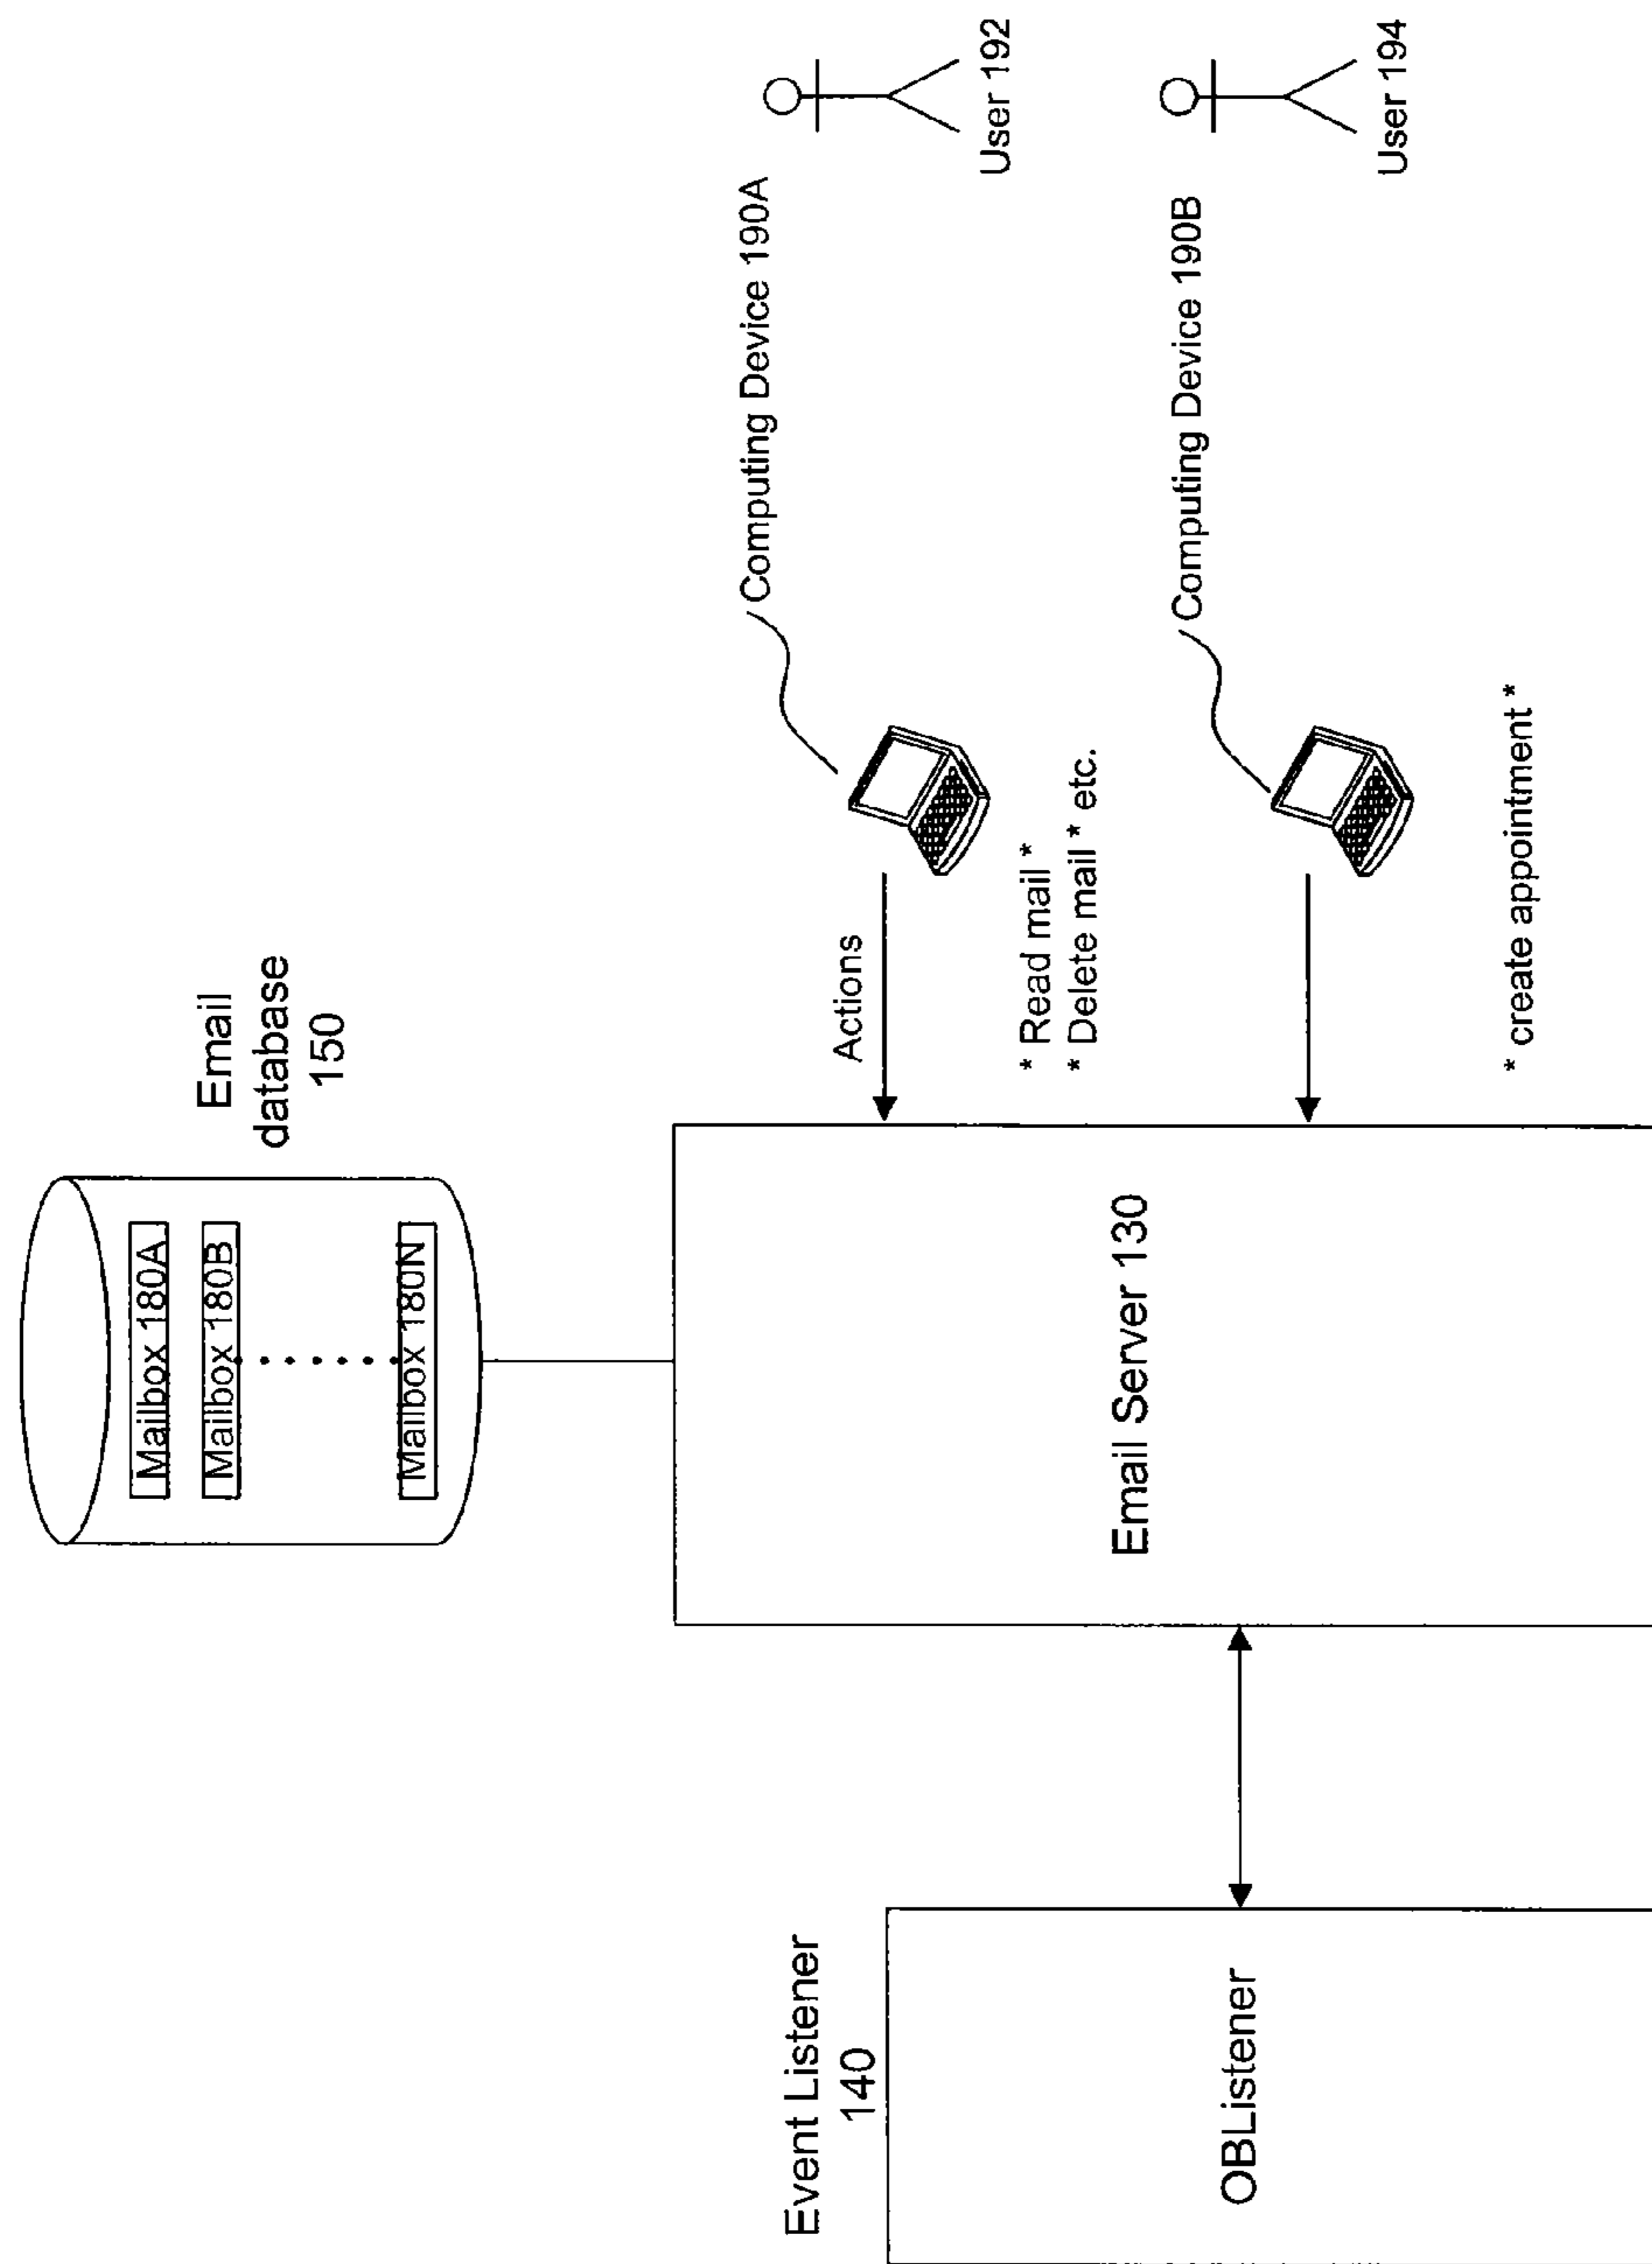 Email
database
150
Mailbox 180A
Mailbox 180B
Mailbox 180N
Computing Device 190A
User 192
Actions
* Read mail *
* Delete mail * etc.
Computing Device 190B
User 194
* create appointment *
Email Server 130
Event Listener
140
OBListener